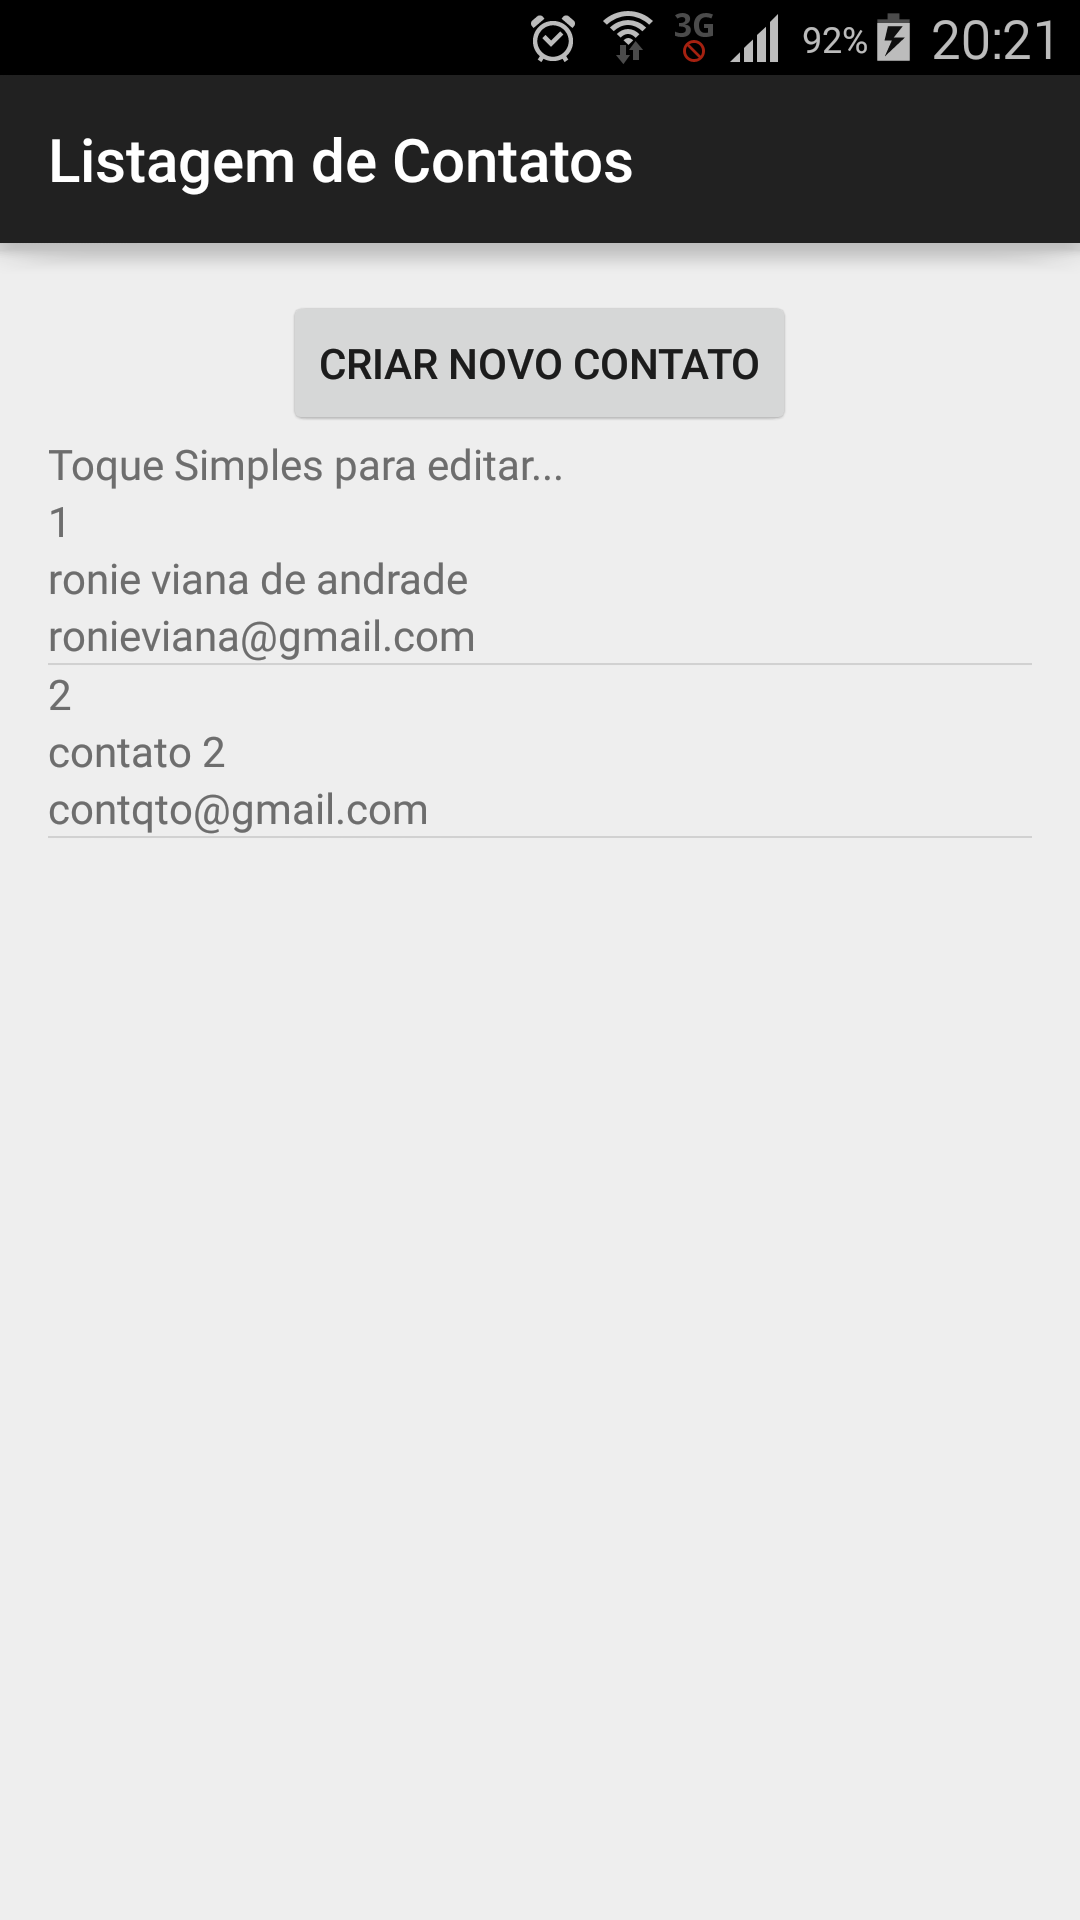 3G 92% 20:21
Listagem de Contatos
CRIAR NOVO CONTATO
Toque Simples para editar...
1
ronie viana de andrade
ronieviana@gmail.com
2
contato 2
contqto@gmail.com